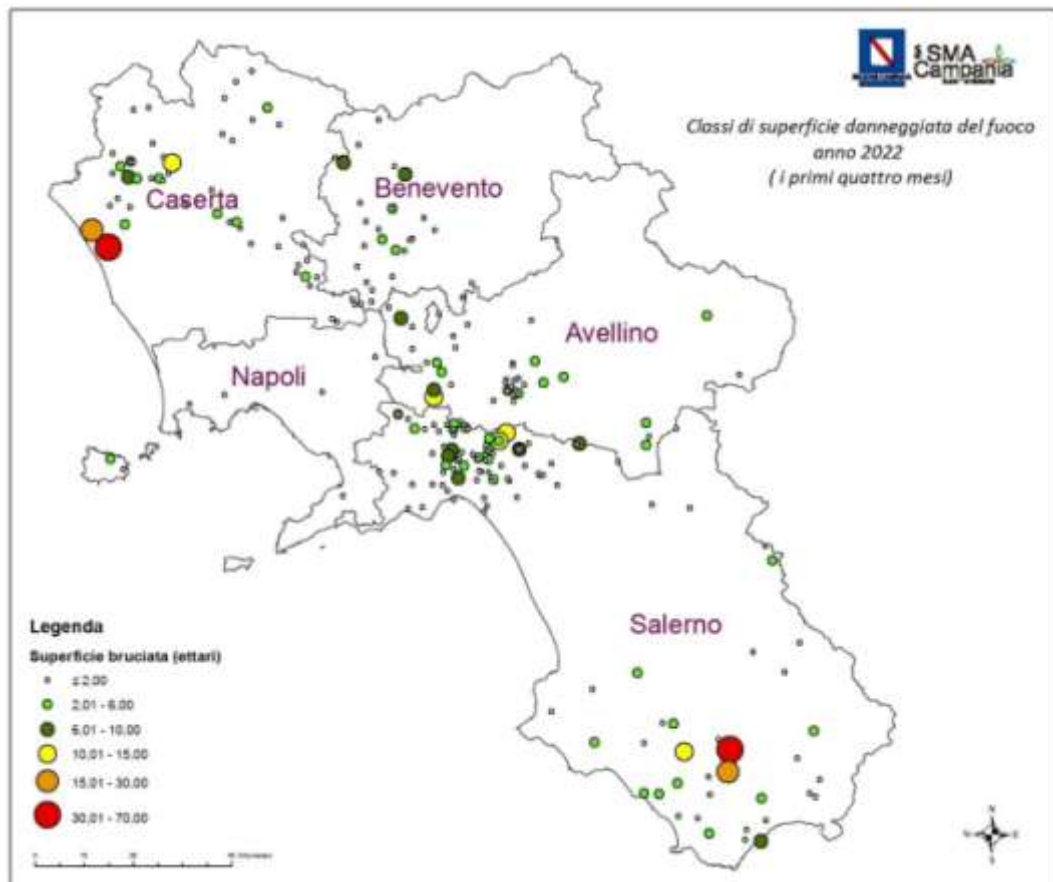 SMA
Campania
Classi di superficie danneggiata del fuoco
anno 2022
( i primi quattro mesi)
Benevento
Caserta
Avellino
Napoli
Salerno
Legenda
Superficie bruciata (ettari)
≤ 2.00
2,01 - 6.00
6,01 - 10.00
10,01 - 15.00
15,01 - 30.00
30,01 - 70.00
N
S